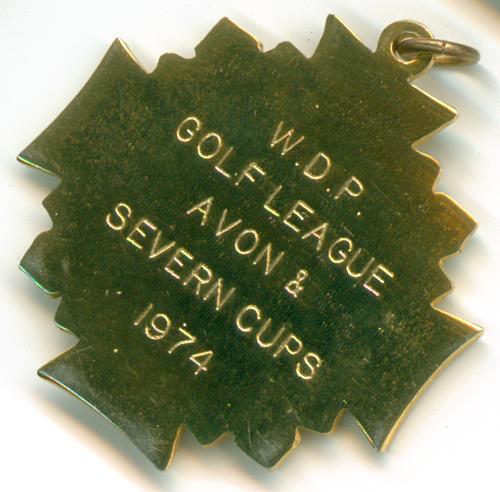 W.D.P.
GOLF LEAGUE
AVON &
SEVERN CUPS
1974